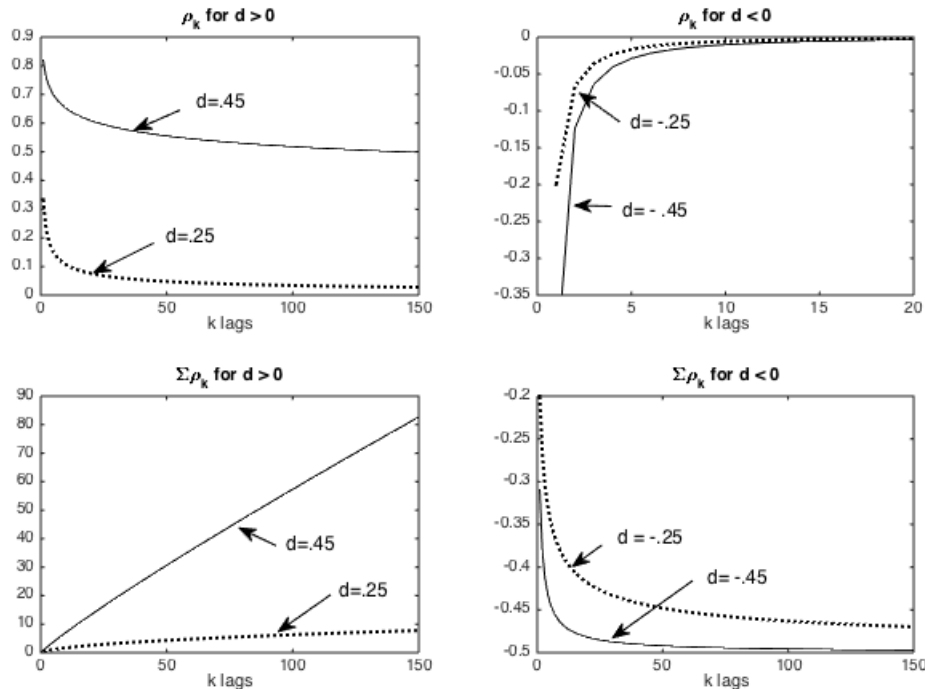 ρk for d > 0
0.9
0.8
0.7
0.6
0.5
0.4
0.3
0.2
0.1
0
d=.45
d=.25
0 50 100 150
k lags
ρk for d < 0
0
-0.05
-0.1
-0.15
-0.2
-0.25
-0.3
-0.35
d= -.25
d= - .45
0 5 10 15 20
k lags
Σρk for d > 0
90
80
70
60
50
40
30
20
10
0
d=.45
d=.25
0 50 100 150
k lags
Σρk for d < 0
-0.2
-0.25
-0.3
-0.35
-0.4
-0.45
-0.5
d = -.25
d= -.45
0 50 100 150
k lags